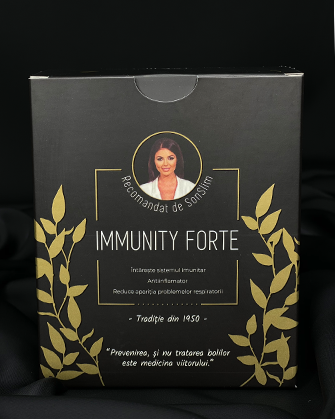 Recomandat de SonSlim
IMMUNITY FORTE
Întărește sistemul imunitar
Antiinflamator
Reduce apariția problemelor respiratorii
- Tradiție din 1950 -
"Prevenirea, și nu tratarea bolilor
este medicina viitorului."